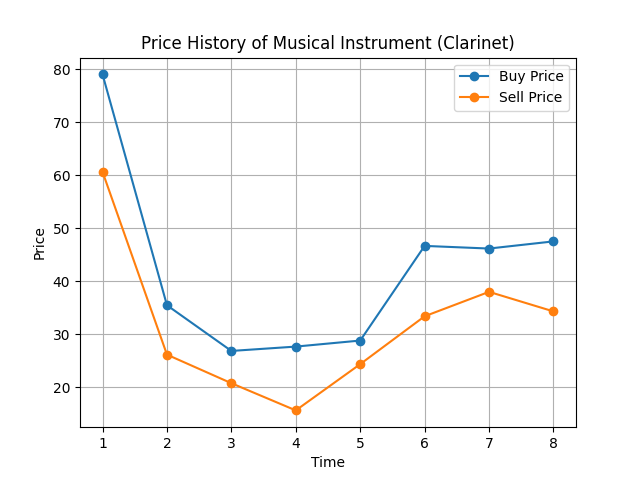 Price History of Musical Instrument (Clarinet)
Buy Price
Sell Price
80
70
60
50
40
30
20
Price
1 2 3 4 5 6 7 8
Time